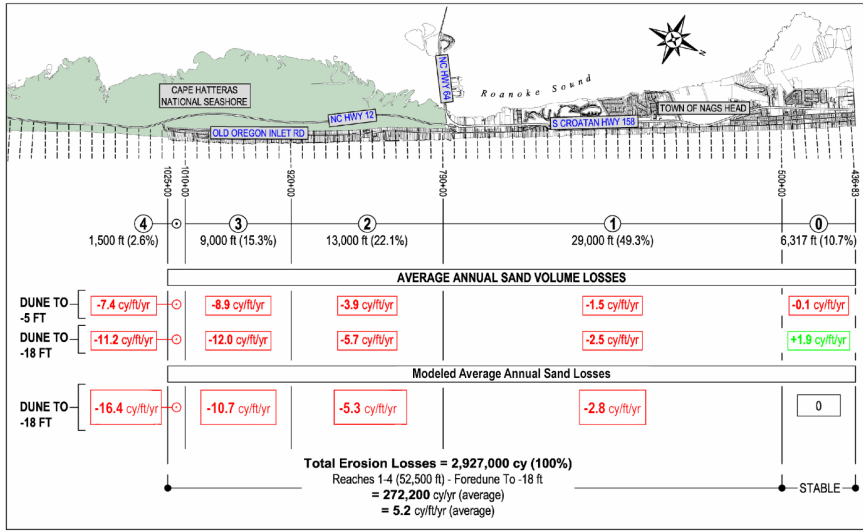 N
Roanoke Sound
NC HWY 64
CAPE HATTERAS
NATIONAL SEASHORE
TOWN OF NAGS HEAD
NC HWY 12
S CROATAN HWY 158
OLD OREGON INLET RD
1025+00
1010+00
920+00
790+00
500+00
436+83
4 3 2 1 0
1,500 ft (2.6%) 9,000 ft (15.3%) 13,000 ft (22.1%) 29,000 ft (49.3%) 6,317 ft (10.7%)
AVERAGE ANNUAL SAND VOLUME LOSSES
DUNE TO
-5 FT
-7.4 cy/ft/yr -8.9 cy/ft/yr -3.9 cy/ft/yr -1.5 cy/ft/yr -0.1 cy/ft/yr
DUNE TO
-18 FT
-11.2 cy/ft/yr -12.0 cy/ft/yr -5.7 cy/ft/yr -2.5 cy/ft/yr +1.9 cy/ft/yr
Modeled Average Annual Sand Losses
DUNE TO
-18 FT
-16.4 cy/ft/yr -10.7 cy/ft/yr -5.3 cy/ft/yr -2.8 cy/ft/yr 0
Total Erosion Losses = 2,927,000 cy (100%)
Reaches 1-4 (52,500 ft) - Foredune To -18 ft
= 272,200 cy/yr (average)
= 5.2 cy/ft/yr (average)
STABLE